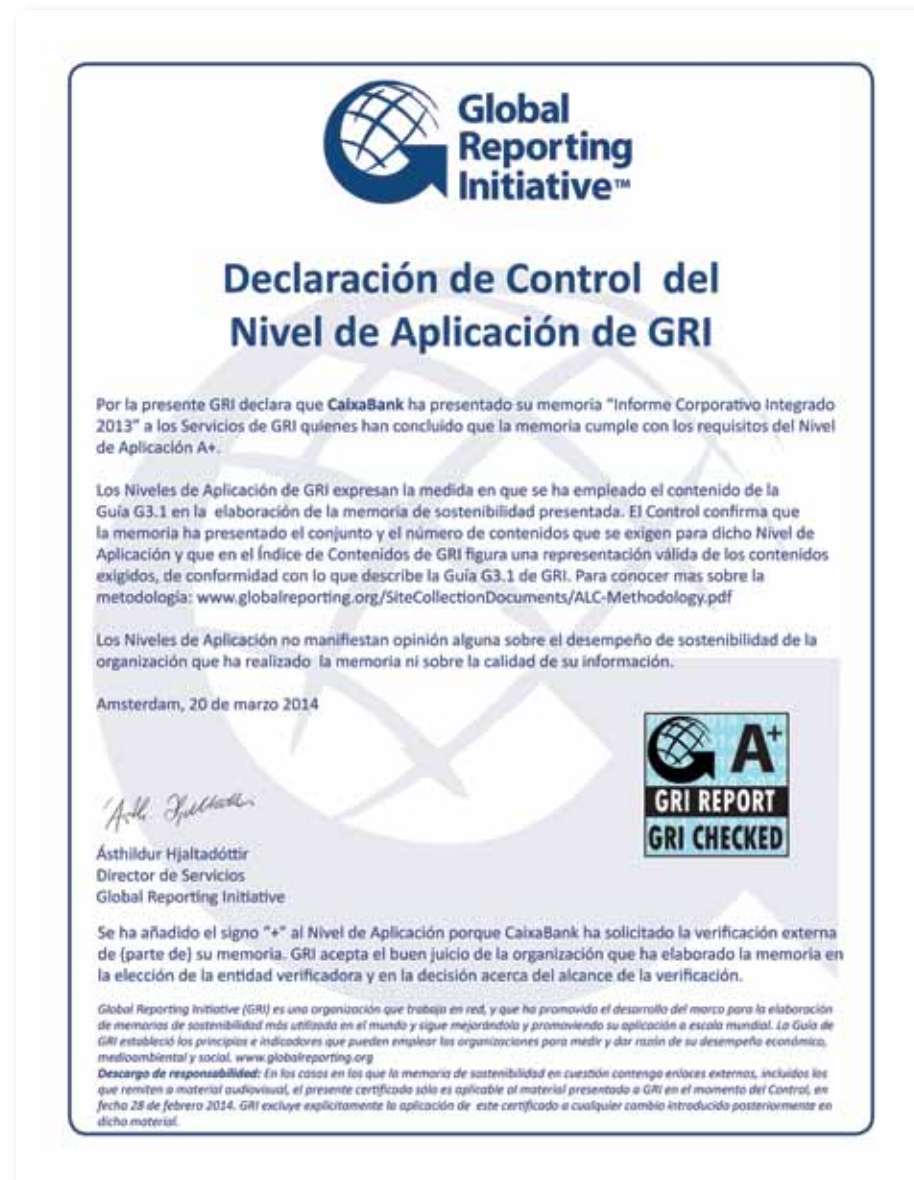 Global
Reporting
Initiative™
Declaración de Control del
Nivel de Aplicación de GRI
Por la presente GRI declara que CaixaBank ha presentado su memoria "Informe Corporativo Integrado
2013" a los Servicios de GRI quienes han concluido que la memoria cumple con los requisitos del Nivel
de Aplicación A+.
Los Niveles de Aplicación de GRI expresan la medida en que se ha empleado el contenido de la
Guía G3.1 en la elaboración de la memoria de sostenibilidad presentada. El Control confirma que
la memoria ha presentado el conjunto y el número de contenidos que se exigen para dicho Nivel de
Aplicación y que en el Índice de Contenidos de GRI figura una representación válida de los contenidos
exigidos, de conformidad con lo que describe la Guía G3.1 de GRI. Para conocer mas sobre la
metodología: www.globalreporting.org/SiteCollectionDocuments/ALC-Methodology.pdf
Los Niveles de Aplicación no manifiestan opinión alguna sobre el desempeño de sostenibilidad de la
organización que ha realizado la memoria ni sobre la calidad de su información.
Amsterdam, 20 de marzo 2014
A+
GRI REPORT
GRI CHECKED
Ásthildur Hjaltadóttir
Director de Servicios
Global Reporting Initiative
Se ha añadido el signo "+" al Nivel de Aplicación porque CaixaBank ha solicitado la verificación externa
de (parte de) su memoria. GRI acepta el buen juicio de la organización que ha elaborado la memoria en
la elección de la entidad verificadora y en la decisión acerca del alcance de la verificación.
Global Reporting Initiative (GRI) es una organización que trabaja en red, y que ha promovido el desarrollo del marco para la elaboración
de memorias de sostenibilidad más utilizado en el mundo y sigue mejorándola y promoviendo su aplicación a escala mundial. La Guía de
GRI estableció los principios e indicadores que pueden emplear las organizaciones para medir y dar razón de su desempeño económico,
medioambiental y social. www.globalreporting.org
Descargo de responsabilidad: En los casos en los que la memoria de sostenibilidad en cuestión contenga enlaces externos, incluidos los
que remiten a material audiovisual, el presente certificado sólo es aplicable al material presentado a GRI en el momento del Control, en
fecha 28 de febrero 2014. GRI excluye explícitamente la aplicación de este certificado a cualquier cambio introducido posteriormente en
dicho material.